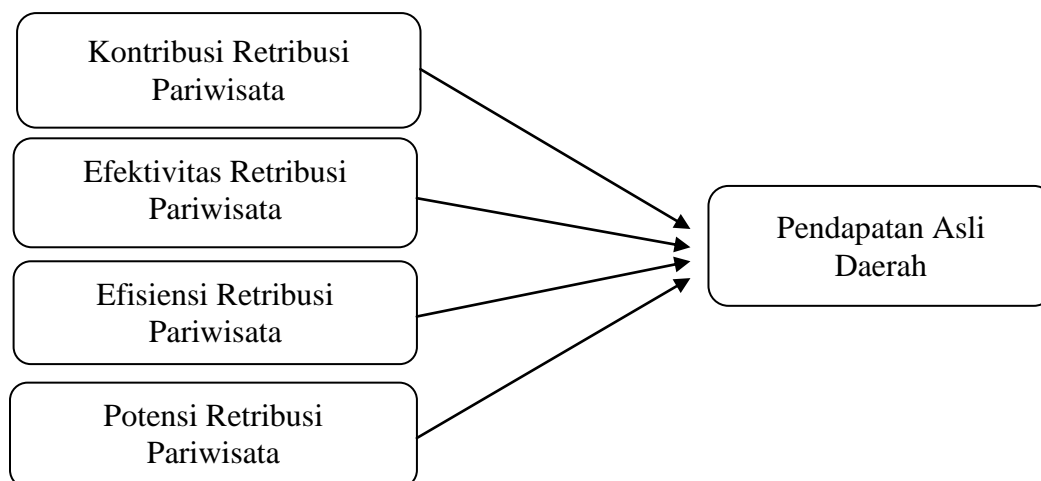 Kontribusi Retribusi
Pariwisata
Efektivitas Retribusi
Pariwisata
Efisiensi Retribusi
Pariwisata
Potensi Retribusi
Pariwisata
Pendapatan Asli
Daerah